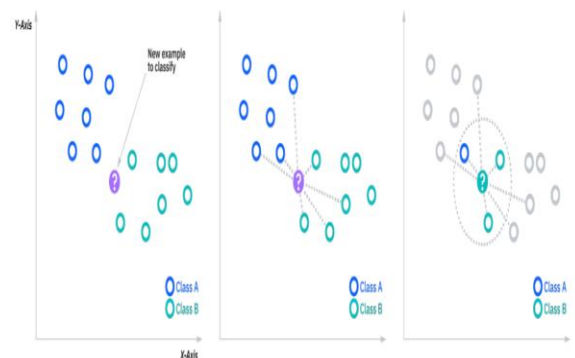 Y-Axis
New example
to classify
?
?
?
Class A
Class B
Class A
Class B
Class A
Class B
X-Axis